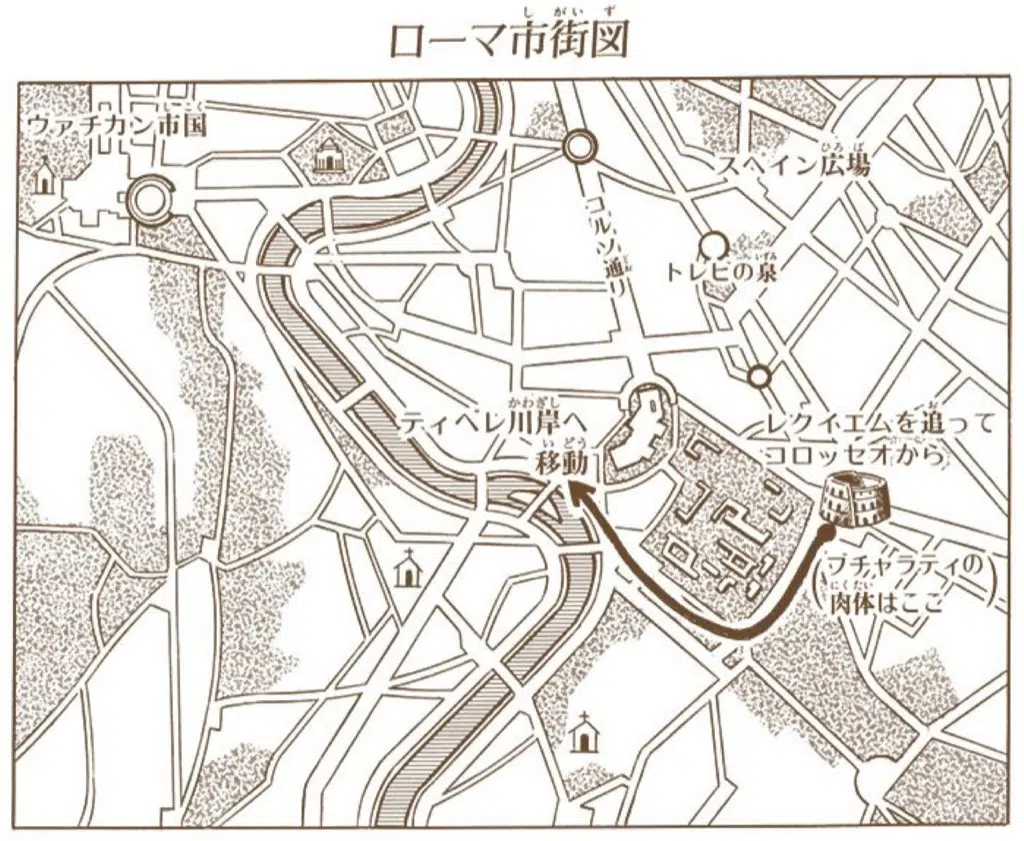 ローマ市街図
ヴァチカン市国
スペイン広場
コルソ通り
トレビの泉
ティベレ川岸へ
移動
レクイエムを追って
コロッセオから
(ブチャラティの
肉体はここ)